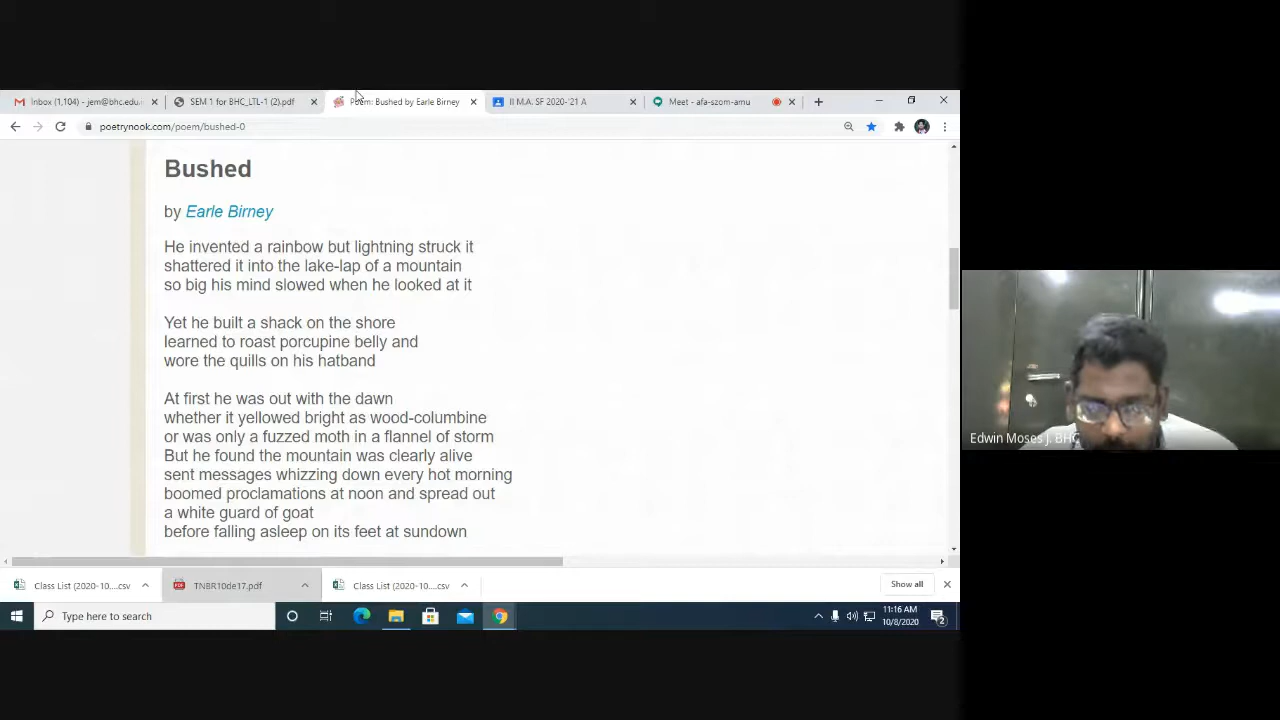 Inbox (1,104) - jem@bhc.edu.i
SEM 1 for BHC_LTL-1 (2).pdf
Poem: Bushed by Earle Birney
II M.A. SF 2020-'21 A
Meet - afa-szom-amu
poetrynook.com/poem/bushed-0
Bushed
by Earle Birney
He invented a rainbow but lightning struck it
shattered it into the lake-lap of a mountain
so big his mind slowed when he looked at it
Yet he built a shack on the shore
learned to roast porcupine belly and
wore the quills on his hatband
At first he was out with the dawn
whether it yellowed bright as wood-columbine
or was only a fuzzed moth in a flannel of storm
But he found the mountain was clearly alive
sent messages whizzing down every hot morning
boomed proclamations at noon and spread out
a white guard of goat
before falling asleep on its feet at sundown
Edwin Moses J. BHC
Class List (2020-10....csv
PDF
TNBR10de17.pdf
Class List (2020-10....csv
Show all
Type here to search
11:16 AM
10/8/2020
2